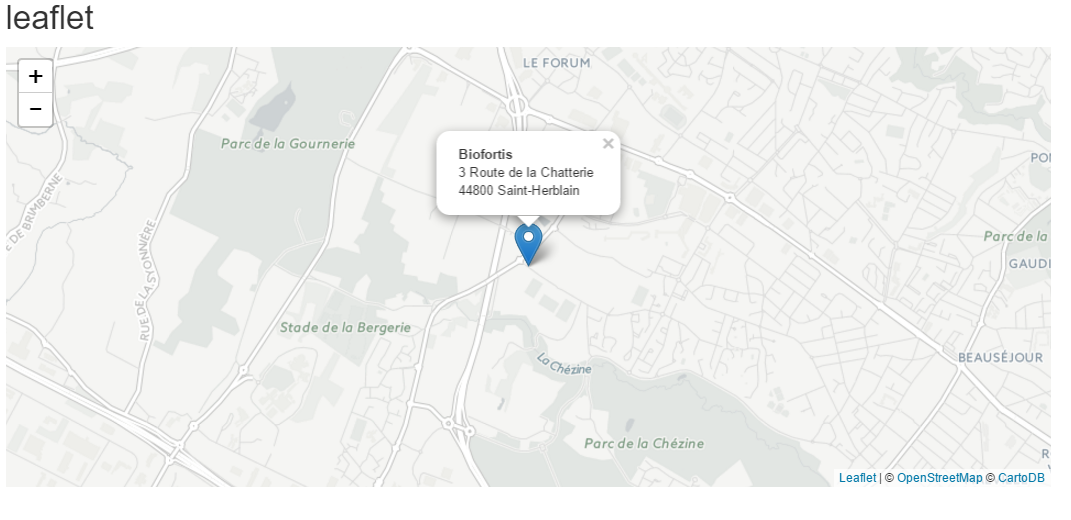 leaflet
+
−
LE FORUM
Parc de la Gournerie
×
Biofortis
3 Route de la Chatterie
44800 Saint-Herblain
E DE BRIMBERNE
RUE DE LA SYONNIÈRE
Parc de la
GAUDI
Stade de la Bergerie
La Chézine
BEAUSÉJOUR
Parc de la Chézine
Leaflet | © OpenStreetMap © CartoDB